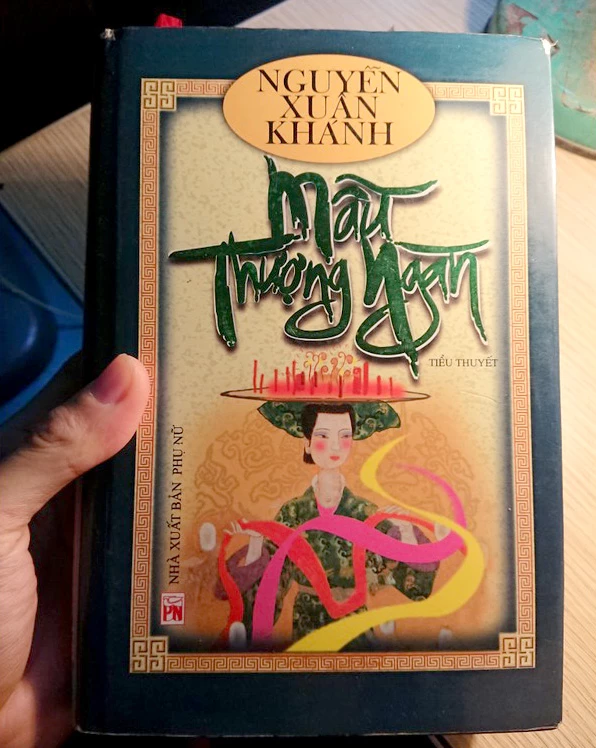 NGUYỄN
XUÂN
KHÁNH
Mẫu
Thượng Ngàn
TIỂU THUYẾT
NHÀ XUẤT BẢN PHỤ NỮ
PN